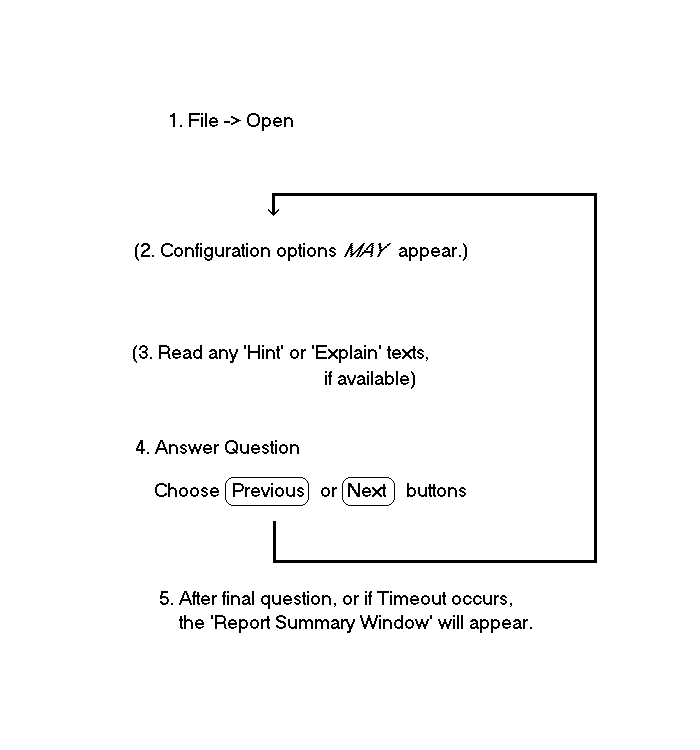 1. File -> Open
(2. Configuration options MAY appear.)
(3. Read any 'Hint' or 'Explain' texts,
if available)
4. Answer Question
Choose Previous or Next buttons
5. After final question, or if Timeout occurs,
the 'Report Summary Window' will appear.